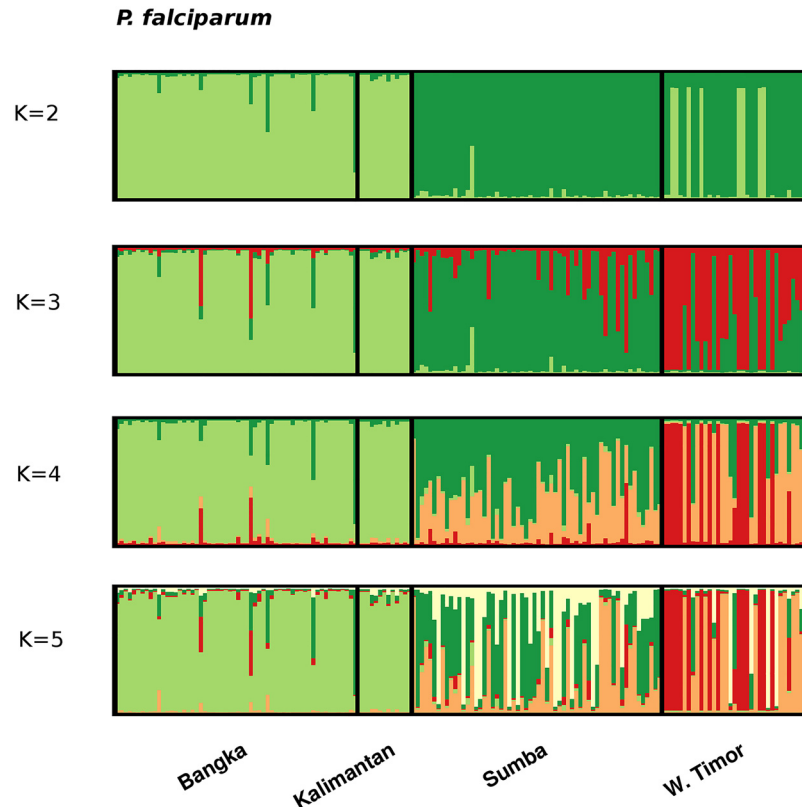 P. falciparum
K=2
K=3
K=4
K=5
Bangka
Kalimantan
Sumba
W. Timor